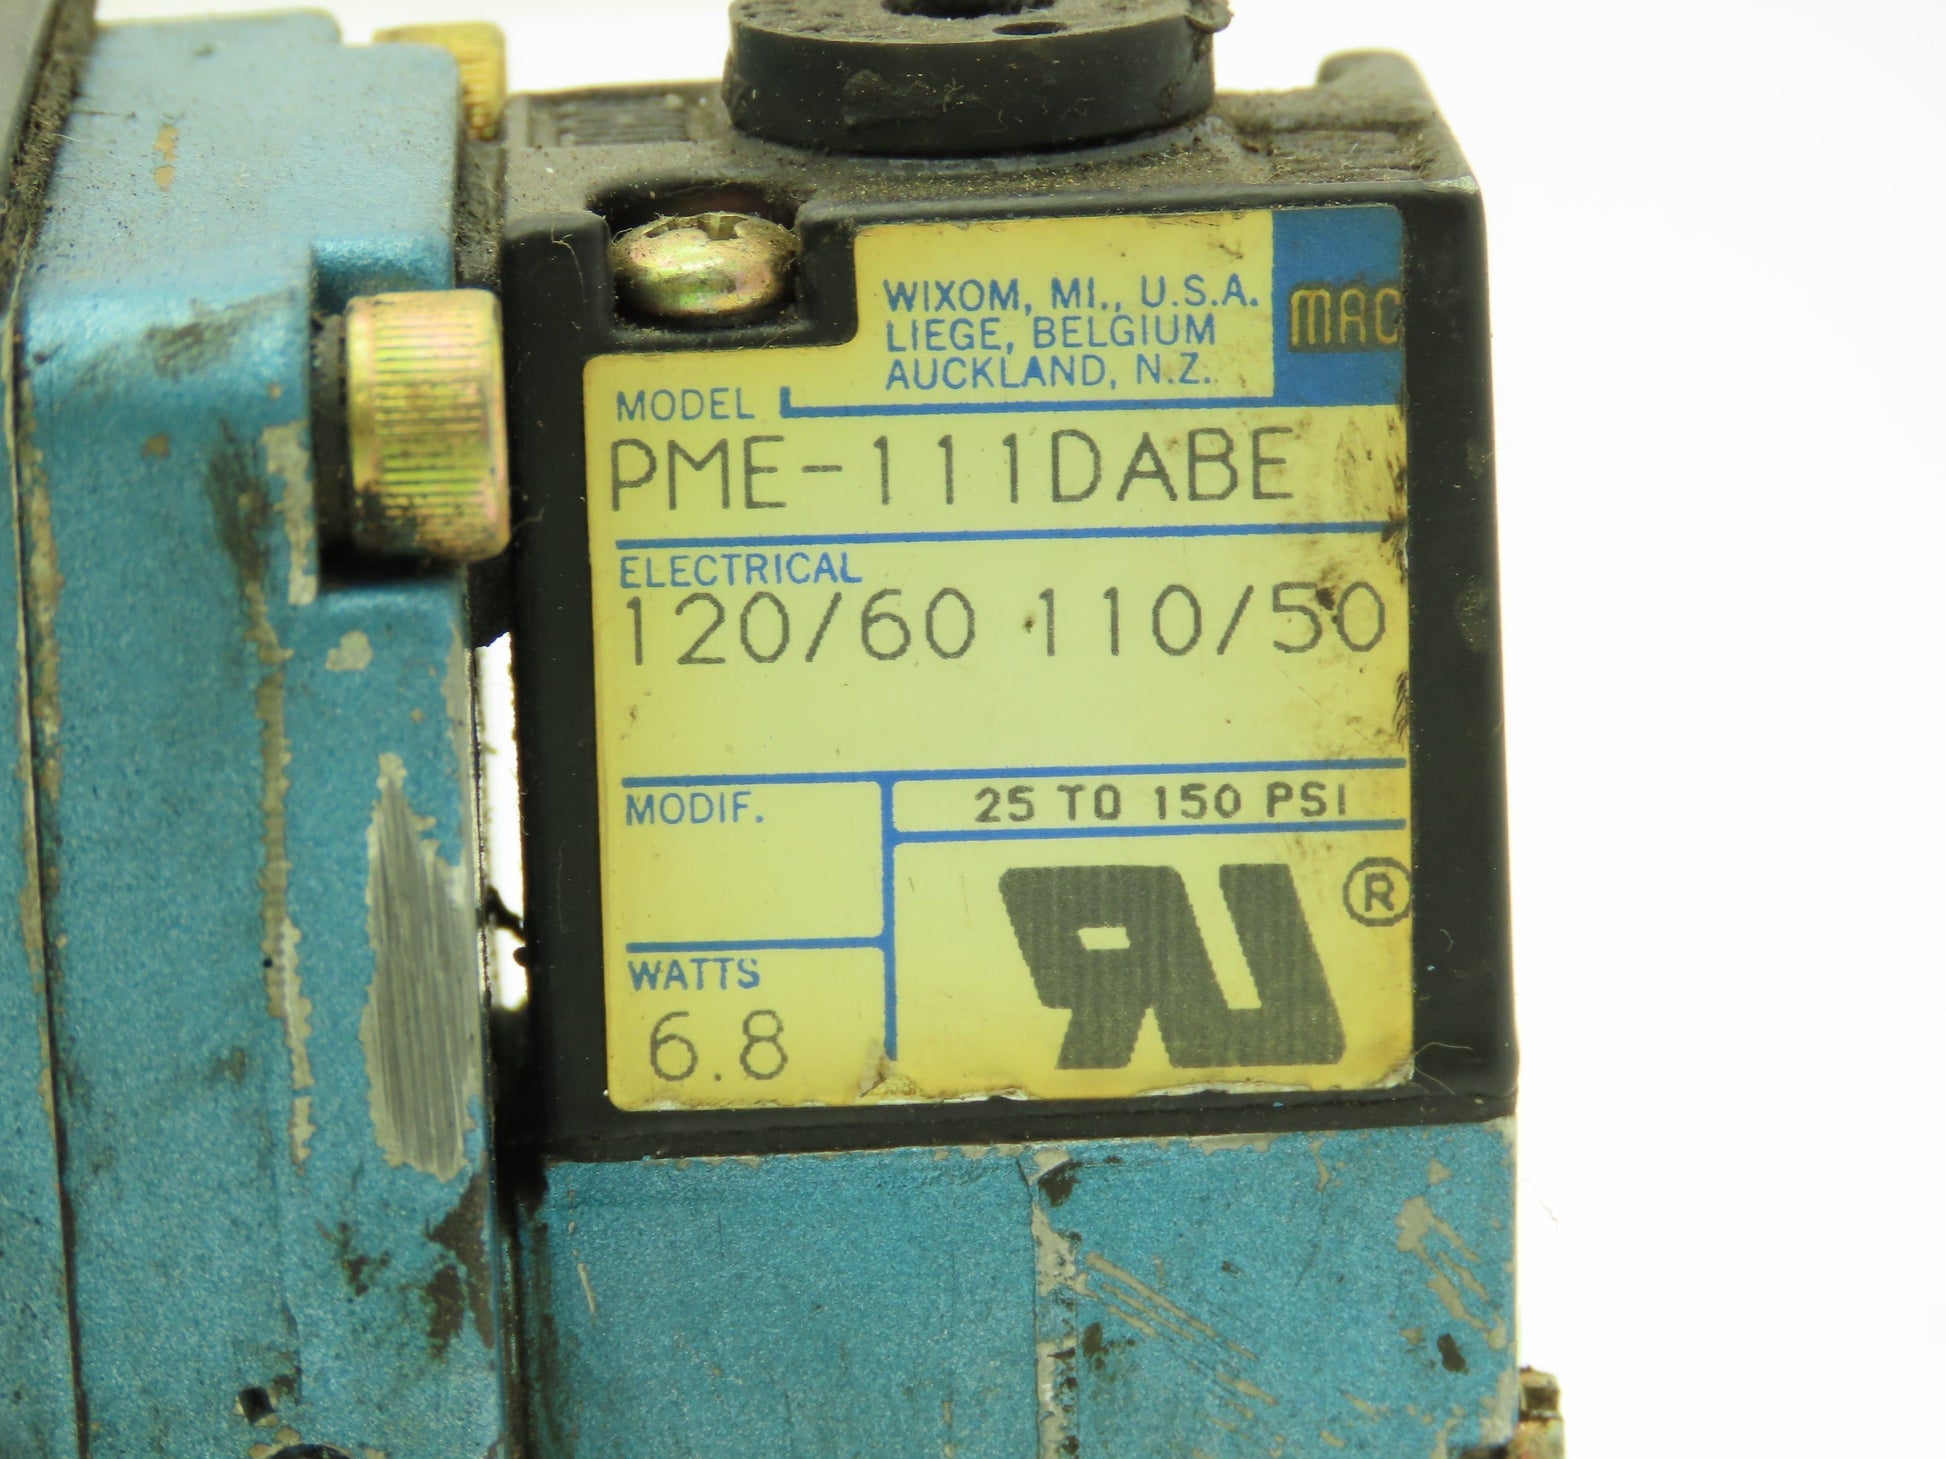 WIXOM, MI., U.S.A.
LIEGE, BELGIUM
AUCKLAND, N.Z.
MAC
MODEL
PME-111DABE
ELECTRICAL
120/60 110/50
MODIF.
25 TO 150 PSI
WATTS
6.8
RU®